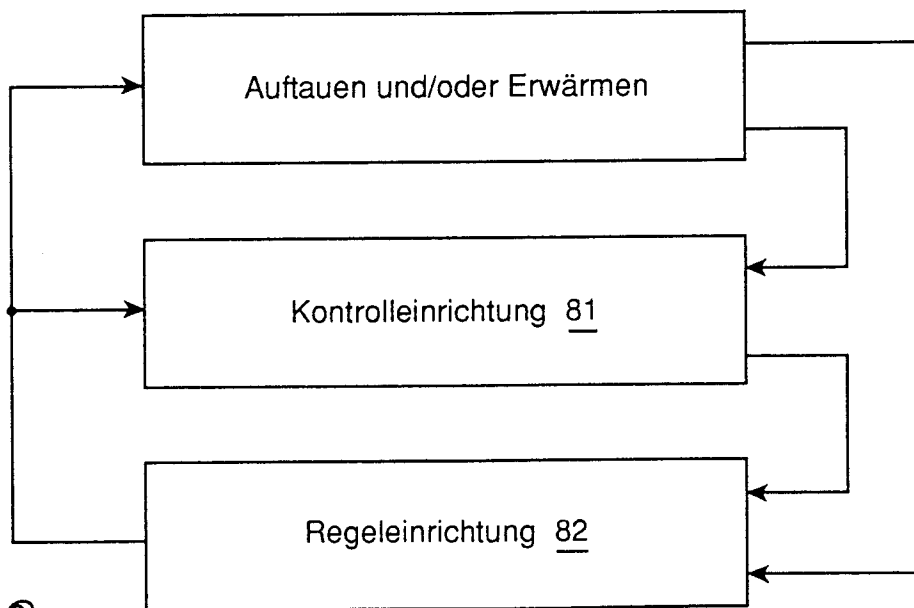 Auftauen und/oder Erwärmen
Kontrolleinrichtung 81
Regeleinrichtung 82